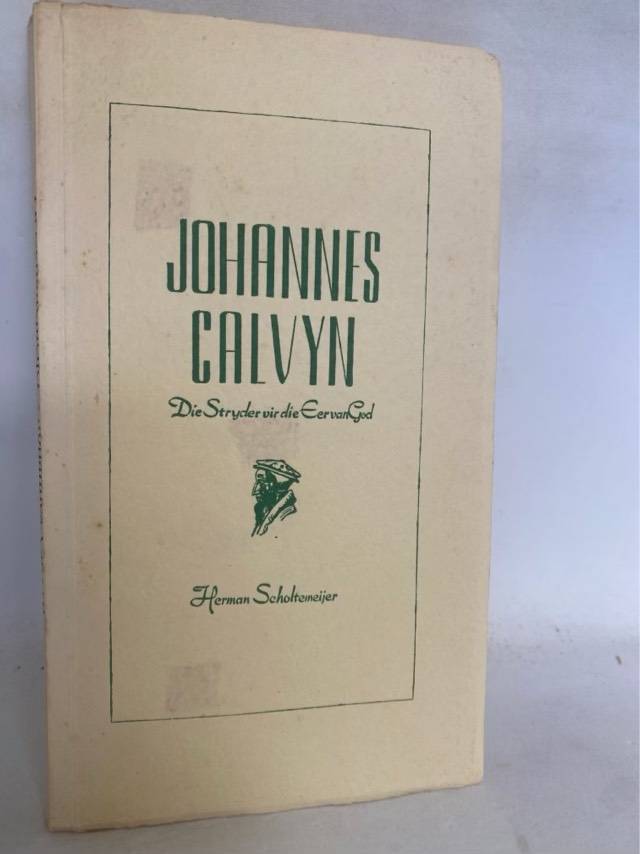 JOHANNES
CALVYN
Die Stryder vir die Eer van God
Herman Scholtemeijer